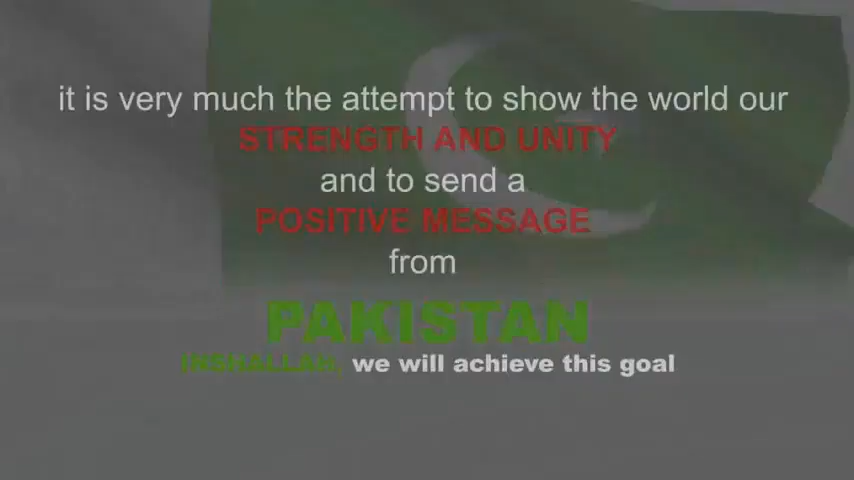 it is very much the attempt to show the world our
STRENGTH AND UNITY
and to send a
POSITIVE MESSAGE
from
PAKISTAN
INSHALLAH, we will achieve this goal